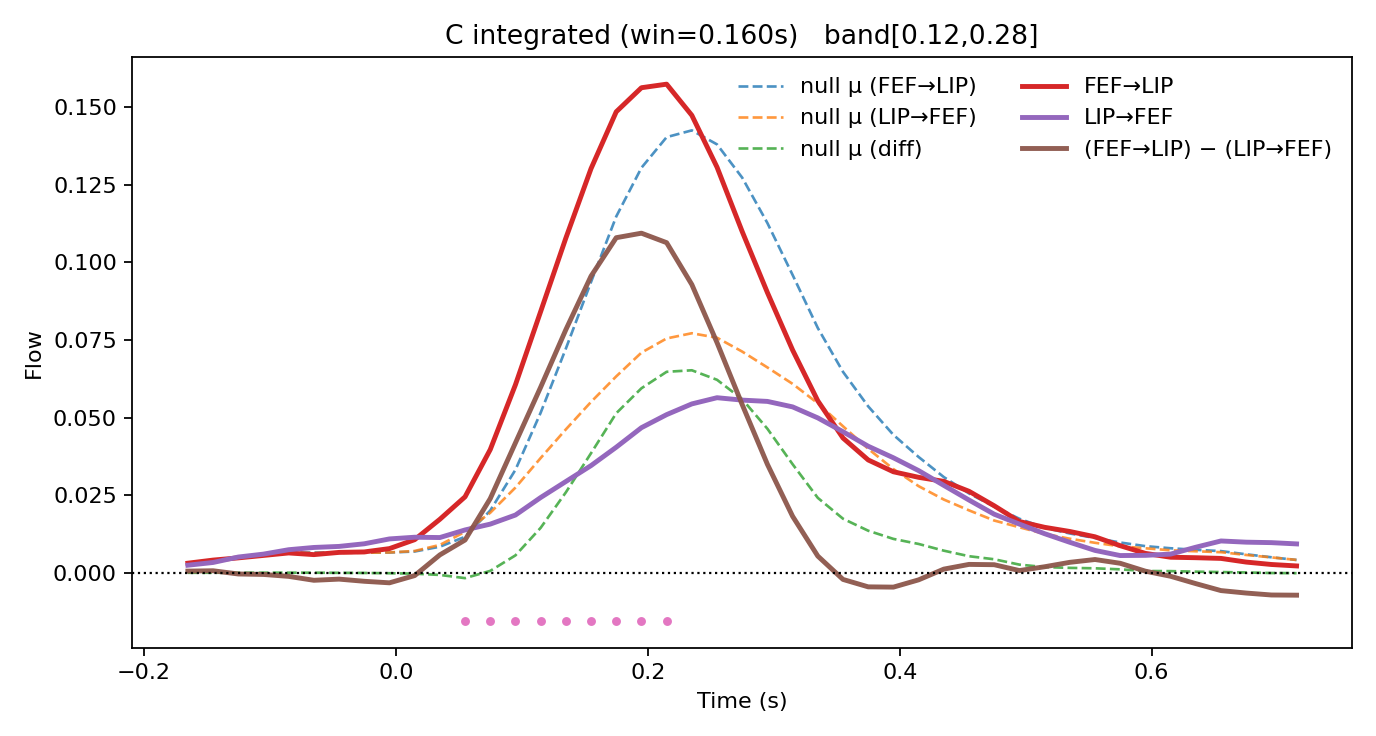 C integrated (win=0.160s)   band[0.12,0.28]
null μ (FEF→LIP)
null μ (LIP→FEF)
null μ (diff)
FEF→LIP
LIP→FEF
(FEF→LIP) − (LIP→FEF)
Flow
0.150
0.125
0.100
0.075
0.050
0.025
0.000
−0.2
0.0
0.2
0.4
0.6
Time (s)